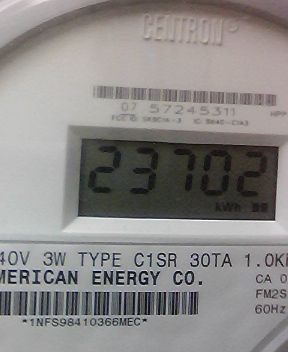 CENTRON
07 57245311
23702
kWh
40V 3W TYPE C1SR 30TA 1.0K
MERICAN ENERGY CO.
CA 0
FM2S
60Hz
*1NFS98410366MEC*